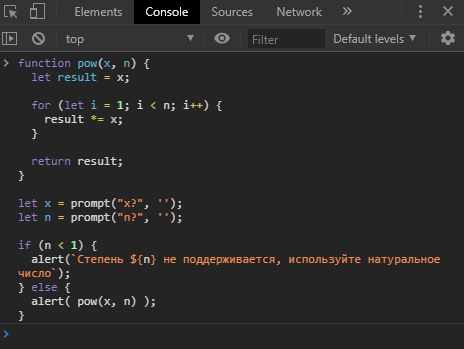 Elements Console Sources Network »
top Filter Default levels
function pow(x, n) {
  let result = x;

  for (let i = 1; i < n; i++) {
    result *= x;
  }

  return result;
}

let x = prompt("x?", '');
let n = prompt("n?", '');

if (n < 1) {
  alert(`Степень ${n} не поддерживается, используйте натуральное
число`);
} else {
  alert( pow(x, n) );
}